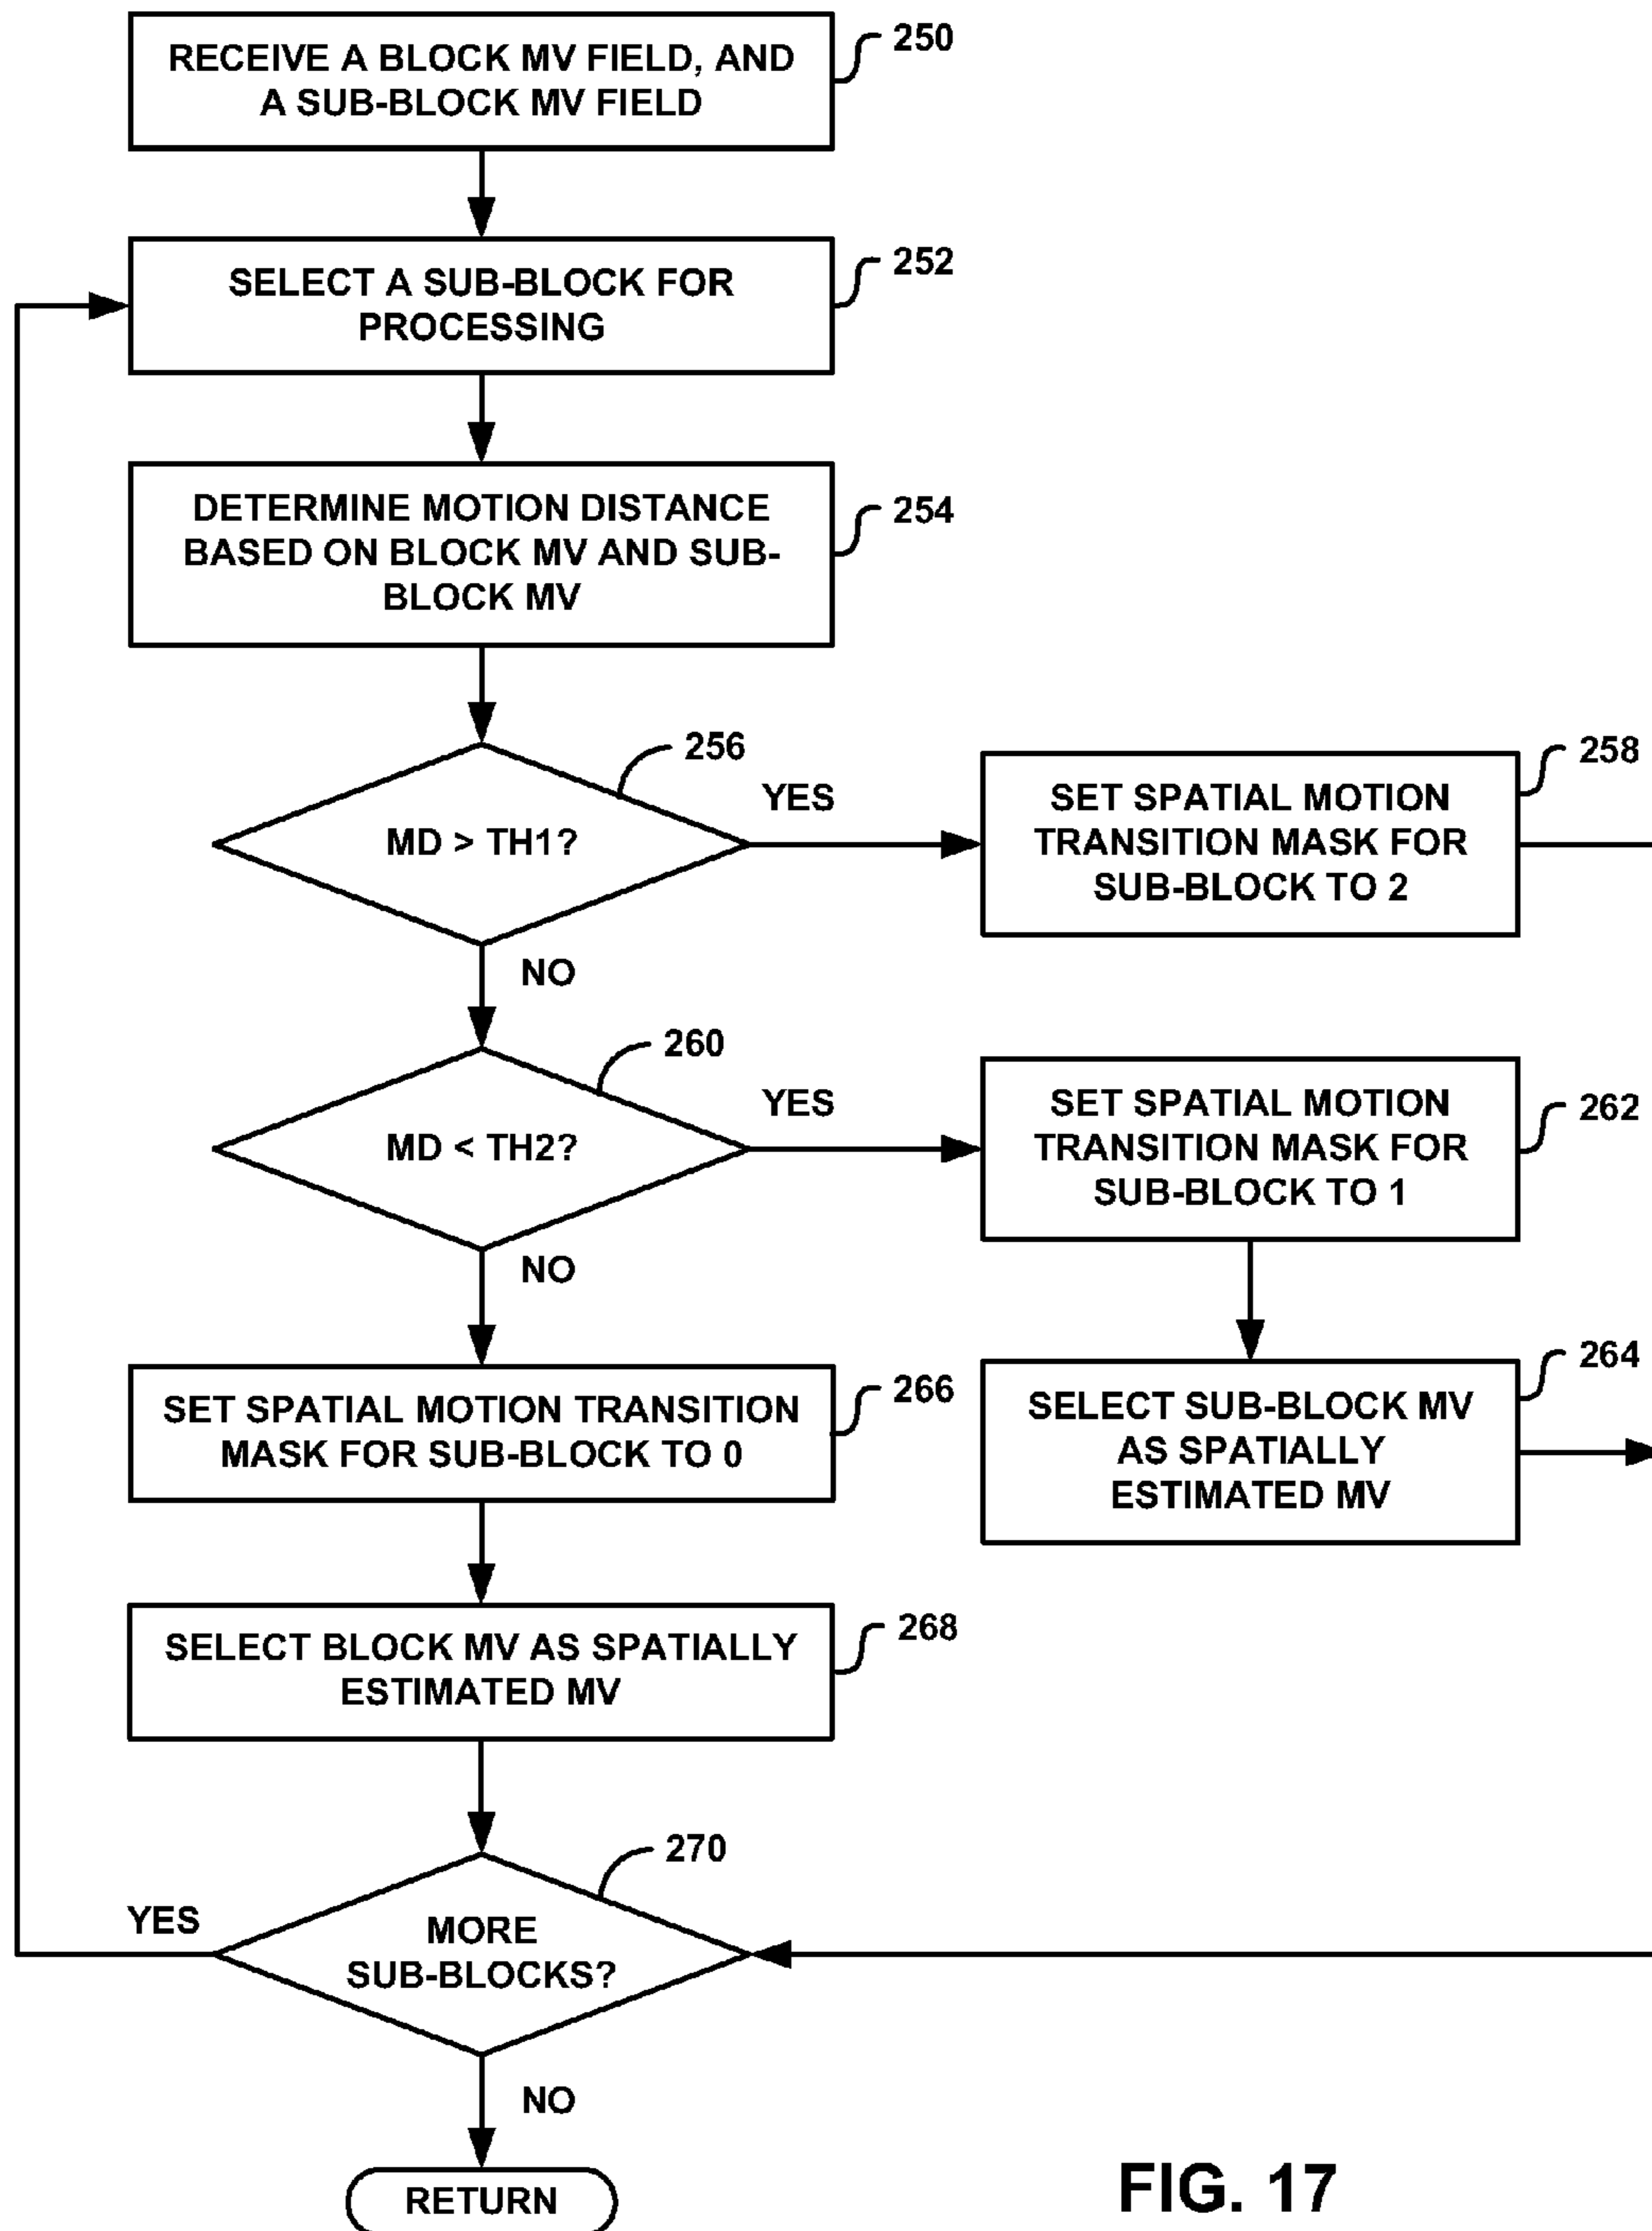 RECEIVE A BLOCK MV FIELD, AND
A SUB-BLOCK MV FIELD
250
SELECT A SUB-BLOCK FOR
PROCESSING
252
DETERMINE MOTION DISTANCE
BASED ON BLOCK MV AND SUB-
BLOCK MV
254
MD > TH1?
256
YES
SET SPATIAL MOTION
TRANSITION MASK FOR
SUB-BLOCK TO 2
258
NO
MD < TH2?
260
YES
SET SPATIAL MOTION
TRANSITION MASK FOR
SUB-BLOCK TO 1
262
NO
SELECT SUB-BLOCK MV
AS SPATIALLY
ESTIMATED MV
264
SET SPATIAL MOTION TRANSITION
MASK FOR SUB-BLOCK TO 0
266
SELECT BLOCK MV AS SPATIALLY
ESTIMATED MV
268
MORE
SUB-BLOCKS?
270
YES
NO
RETURN
FIG. 17